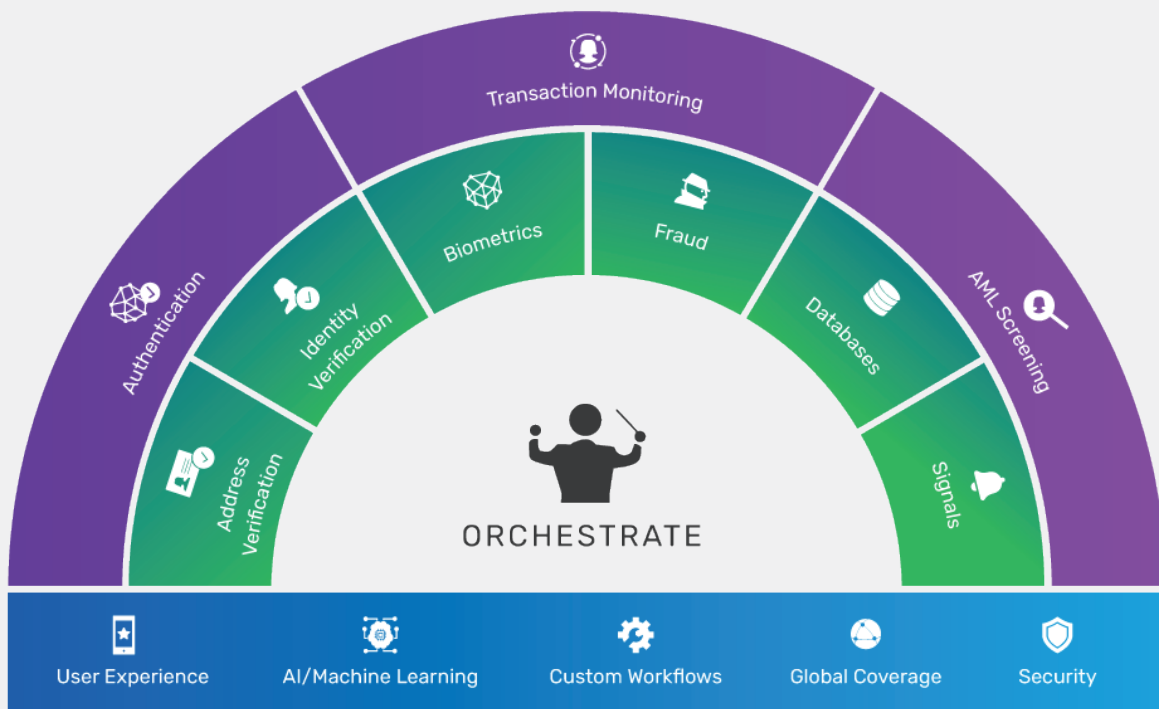 Transaction Monitoring
Authentication
AML Screening
Biometrics
Fraud
Identity
Verification
Databases
Address
Verification
Signals
ORCHESTRATE
User Experience
AI/Machine Learning
Custom Workflows
Global Coverage
Security